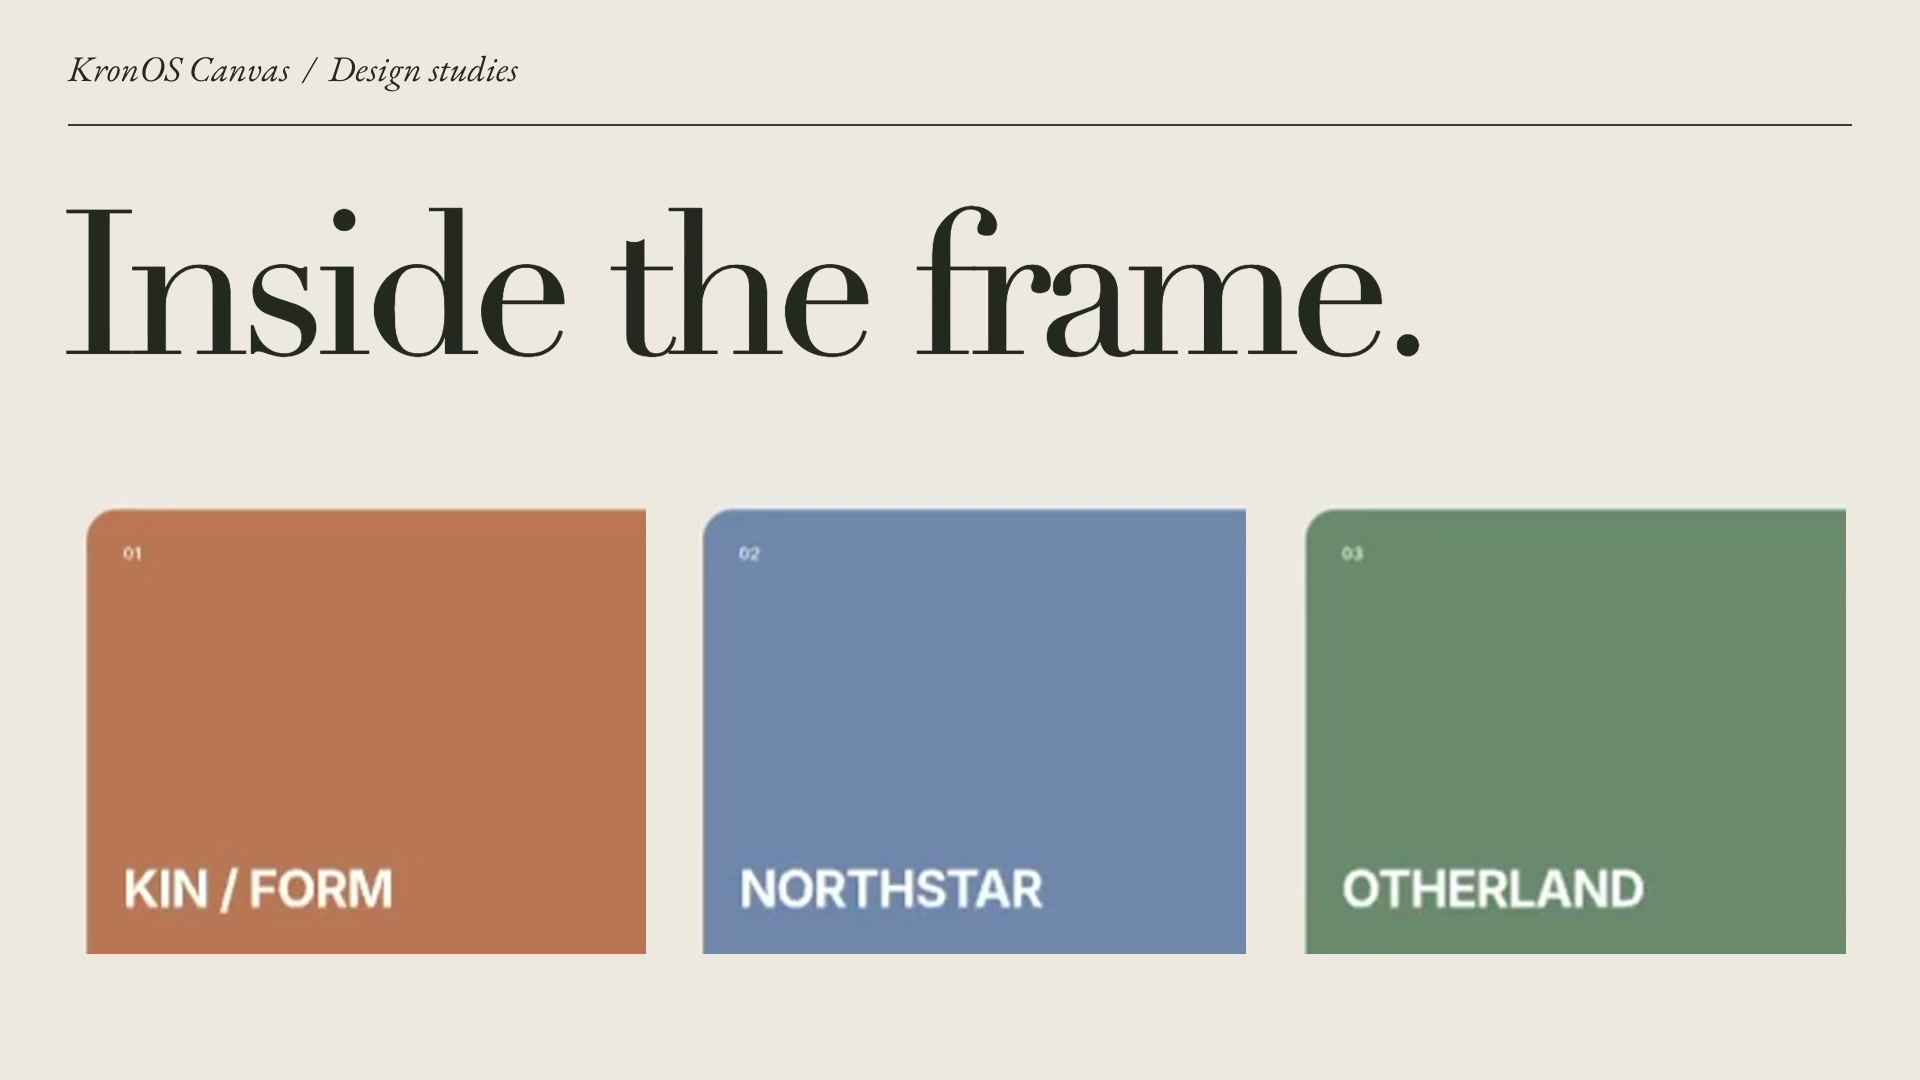 KronOS Canvas / Design studies
Inside the frame.
01
KIN / FORM
02
NORTHSTAR
03
OTHERLAND